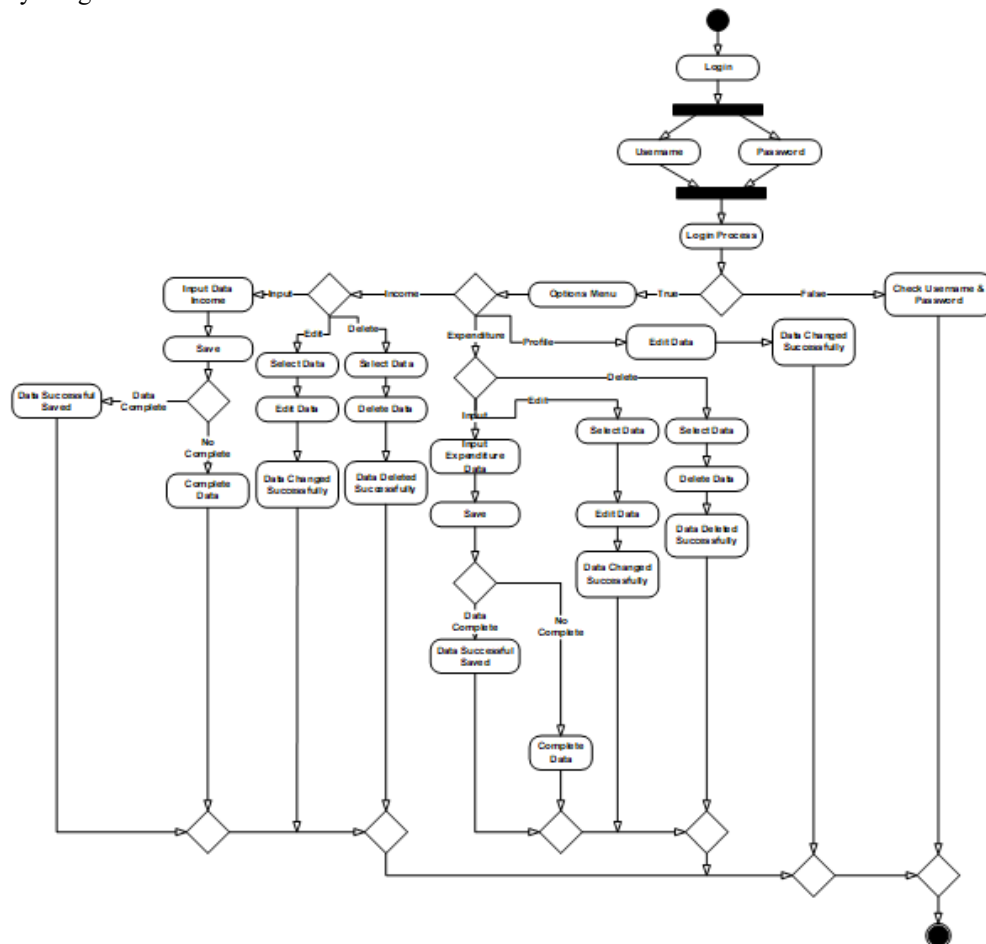 Login
Username
Password
Login Process
Input Data
Income
Input
Income
Options Menu
True
False
Check Username &
Password
Edit
Delete
Expenditure
Profile
Edit Data
Data Changed
Successfully
Save
Select Data
Select Data
Delete
Data Successful
Saved
Data
Complete
Edit Data
Delete Data
Input
Edit
Select Data
Select Data
No
Complete
Input
Expenditure
Data
Complete
Data
Data Changed
Successfully
Data Deleted
Successfully
Delete Data
Save
Edit Data
Data Deleted
Successfully
Data Changed
Successfully
Data
Complete
No
Complete
Data Successful
Saved
Complete
Data